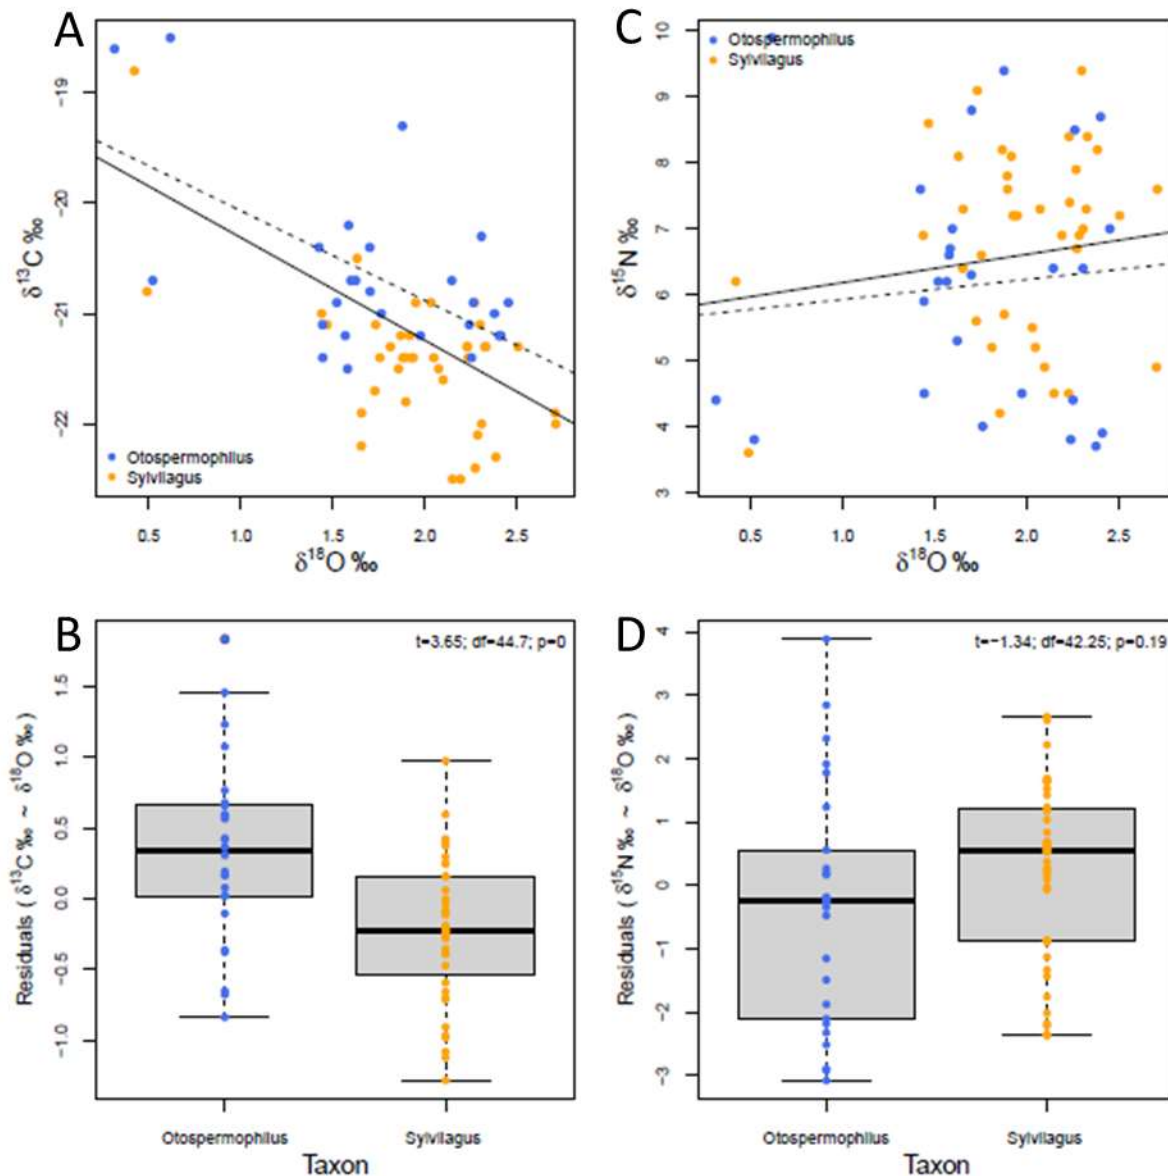 A
δ13C ‰
−19
−20
−21
−22
Otospermophilus
Sylvilagus
0.5 1.0 1.5 2.0 2.5
δ18O ‰
C
δ15N ‰
10
9
8
7
6
5
4
3
Otospermophilus
Sylvilagus
0.5 1.0 1.5 2.0 2.5
δ18O ‰
B
t=3.65; df=44.7; p=0
Residuals ( δ13C ‰ ~ δ18O ‰ )
1.5
1.0
0.5
0.0
−0.5
−1.0
Otospermophilus Sylvilagus
Taxon
D
t=−1.34; df=42.25; p=0.19
Residuals ( δ15N ‰ ~ δ18O ‰ )
4
3
2
1
0
−1
−2
−3
Otospermophilus Sylvilagus
Taxon